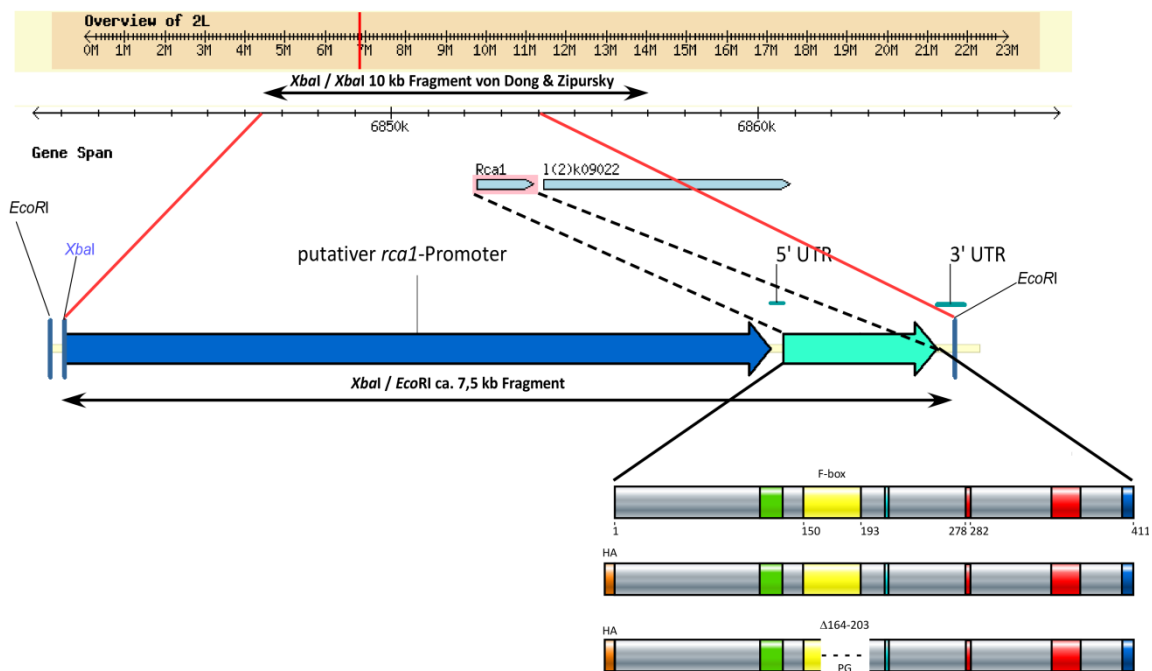 Overview of 2L
0M 1M 2M 3M 4M 5M 6M 7M 8M 9M 10M 11M 12M 13M 14M 15M 16M 17M 18M 19M 20M 21M 22M 23M
XbaI / XbaI 10 kb Fragment von Dong & Zipursky
6850k 6860k
Gene Span
Rca1 l(2)k09022
EcoRI
XbaI
putativer rca1-Promoter
5' UTR 3' UTR
EcoRI
XbaI / EcoRI ca. 7,5 kb Fragment
F-box
1 150 193 278 282 411
HA
Δ164-203
HA
PG